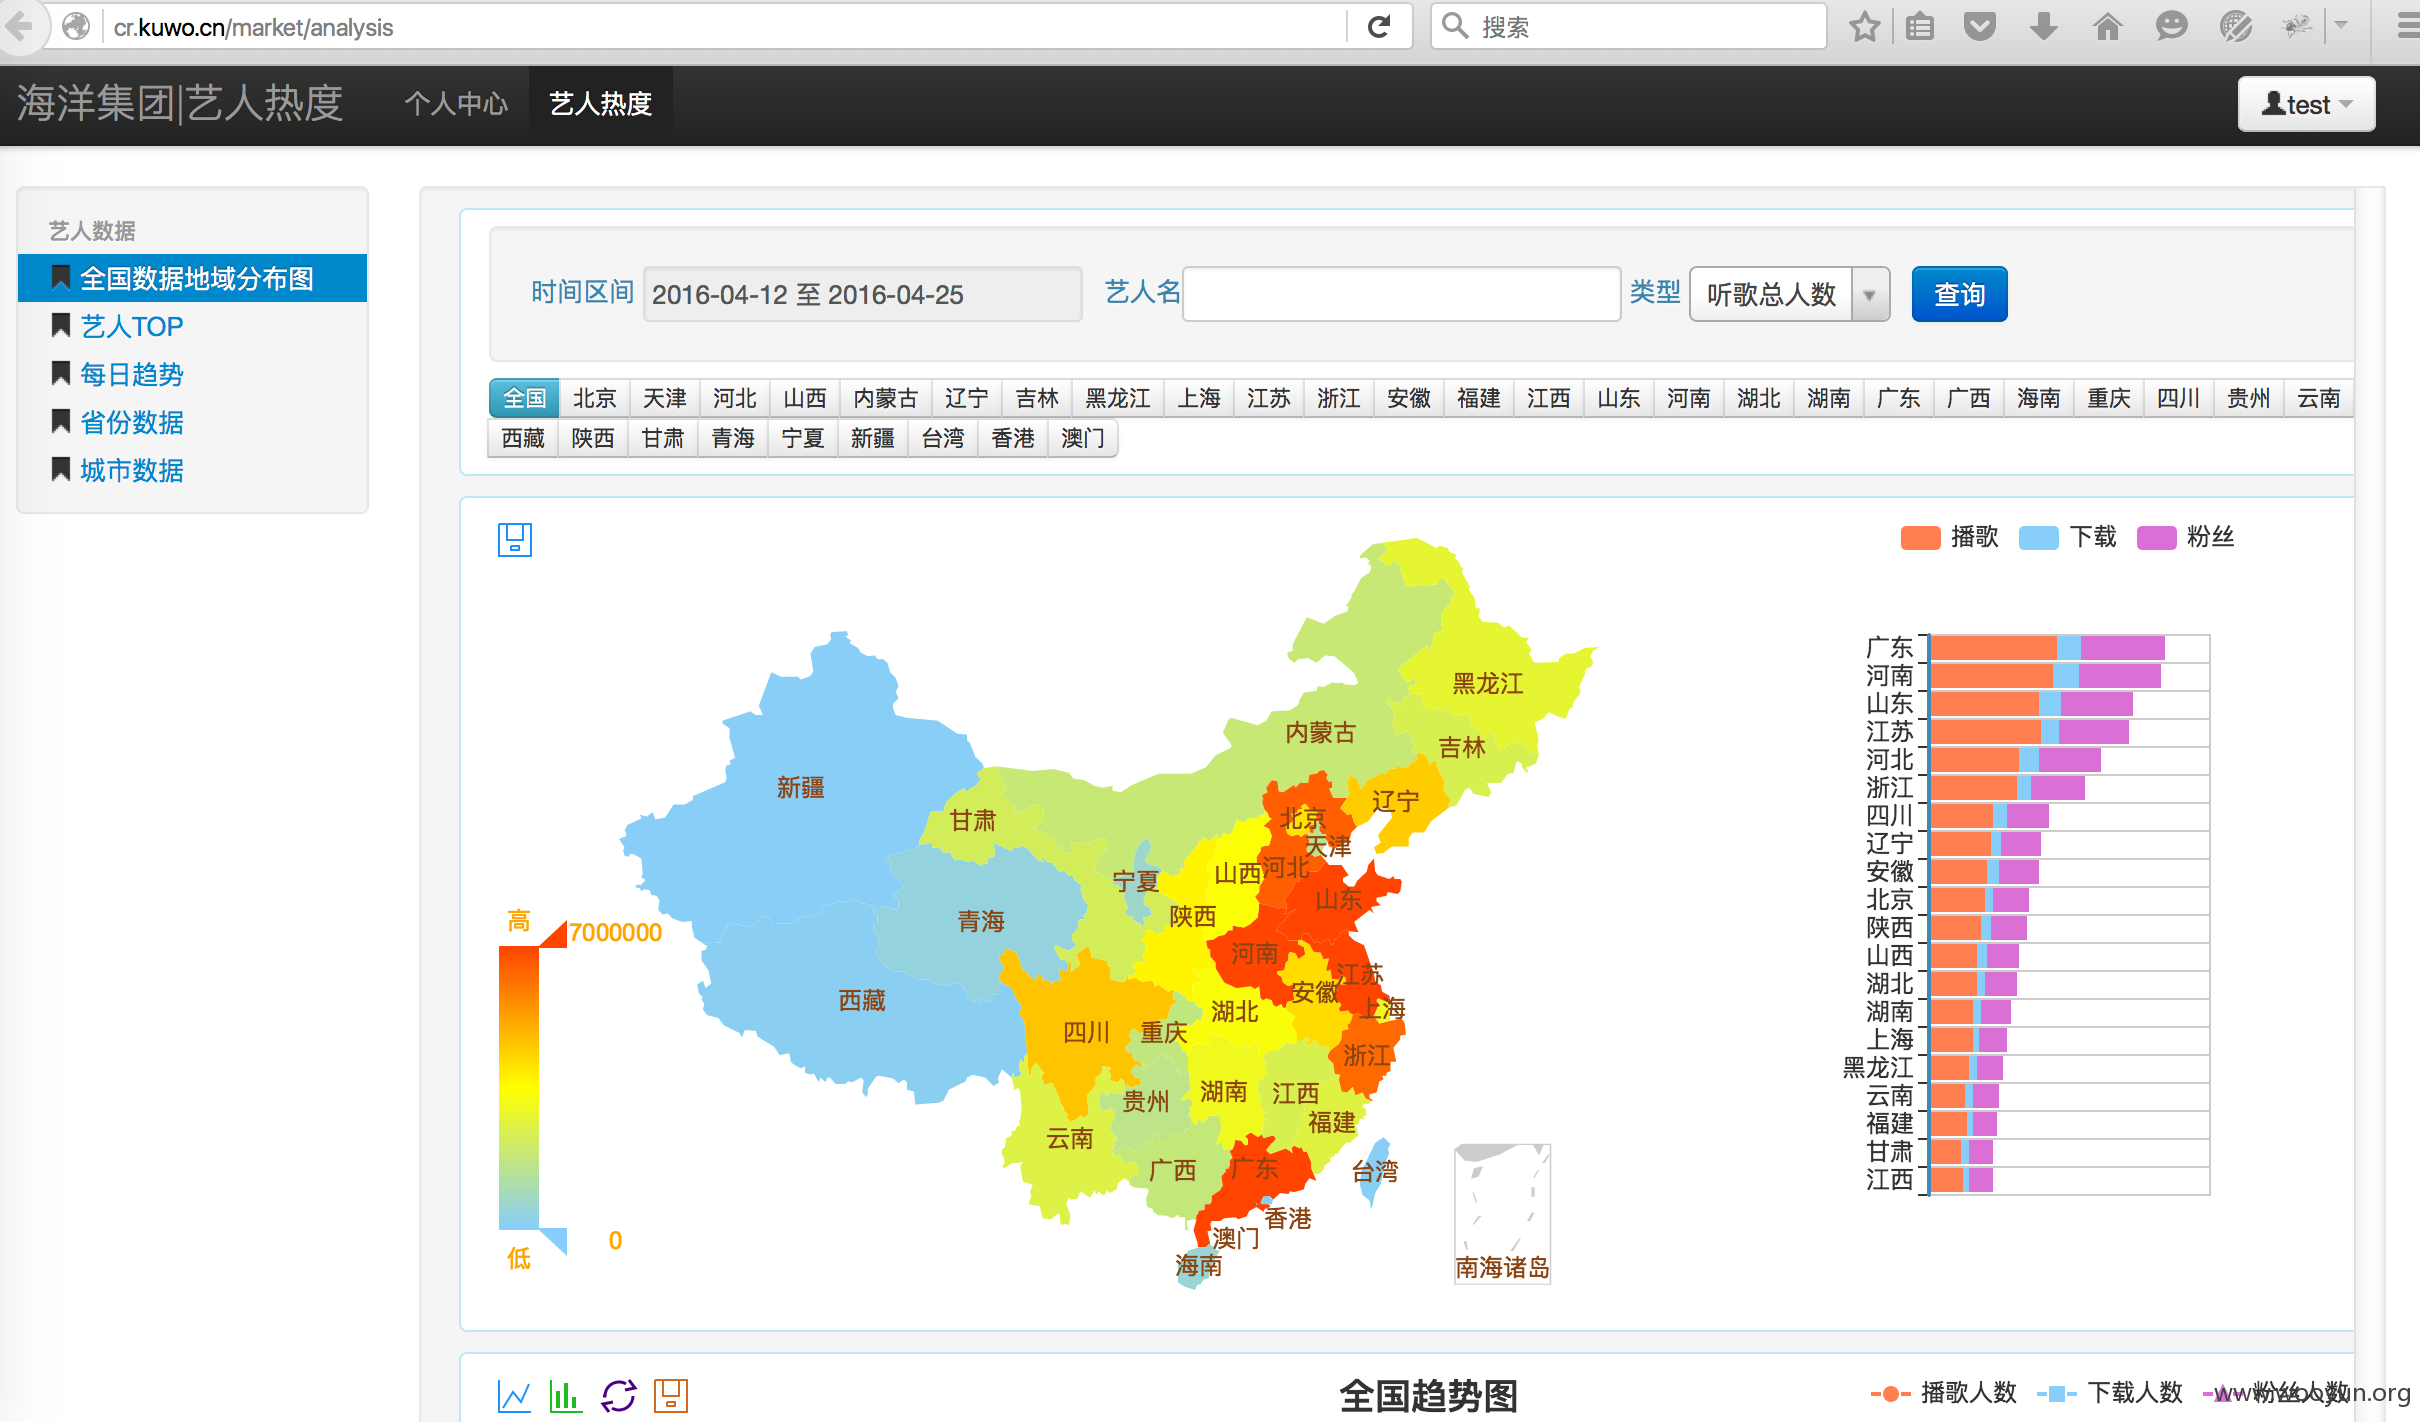 cr.kuwo.cn/market/analysis
搜索
海洋集团|艺人热度 个人中心 艺人热度 test
艺人数据
全国数据地域分布图
艺人TOP
每日趋势
省份数据
城市数据
时间区间 2016-04-12 至 2016-04-25 艺人名 类型 听歌总人数 查询
全国 北京 天津 河北 山西 内蒙古 辽宁 吉林 黑龙江 上海 江苏 浙江 安徽 福建 江西 山东 河南 湖北 湖南 广东 广西 海南 重庆 四川 贵州 云南
西藏 陕西 甘肃 青海 宁夏 新疆 台湾 香港 澳门
播歌 下载 粉丝
黑龙江
内蒙古
吉林
新疆
辽宁
甘肃
北京
天津
河北
山西
宁夏
山东
陕西
青海
河南
江苏
安徽
西藏
上海
湖北
四川
重庆
浙江
湖南
江西
贵州
福建
云南
广东
广西
台湾
香港
澳门
海南
南海诸岛
高
7000000
0
低
广东
河南
山东
江苏
河北
浙江
四川
辽宁
安徽
北京
陕西
山西
湖北
湖南
上海
黑龙江
云南
福建
甘肃
江西
全国趋势图
播歌人数 下载人数 粉丝人数
www.wooyun.org